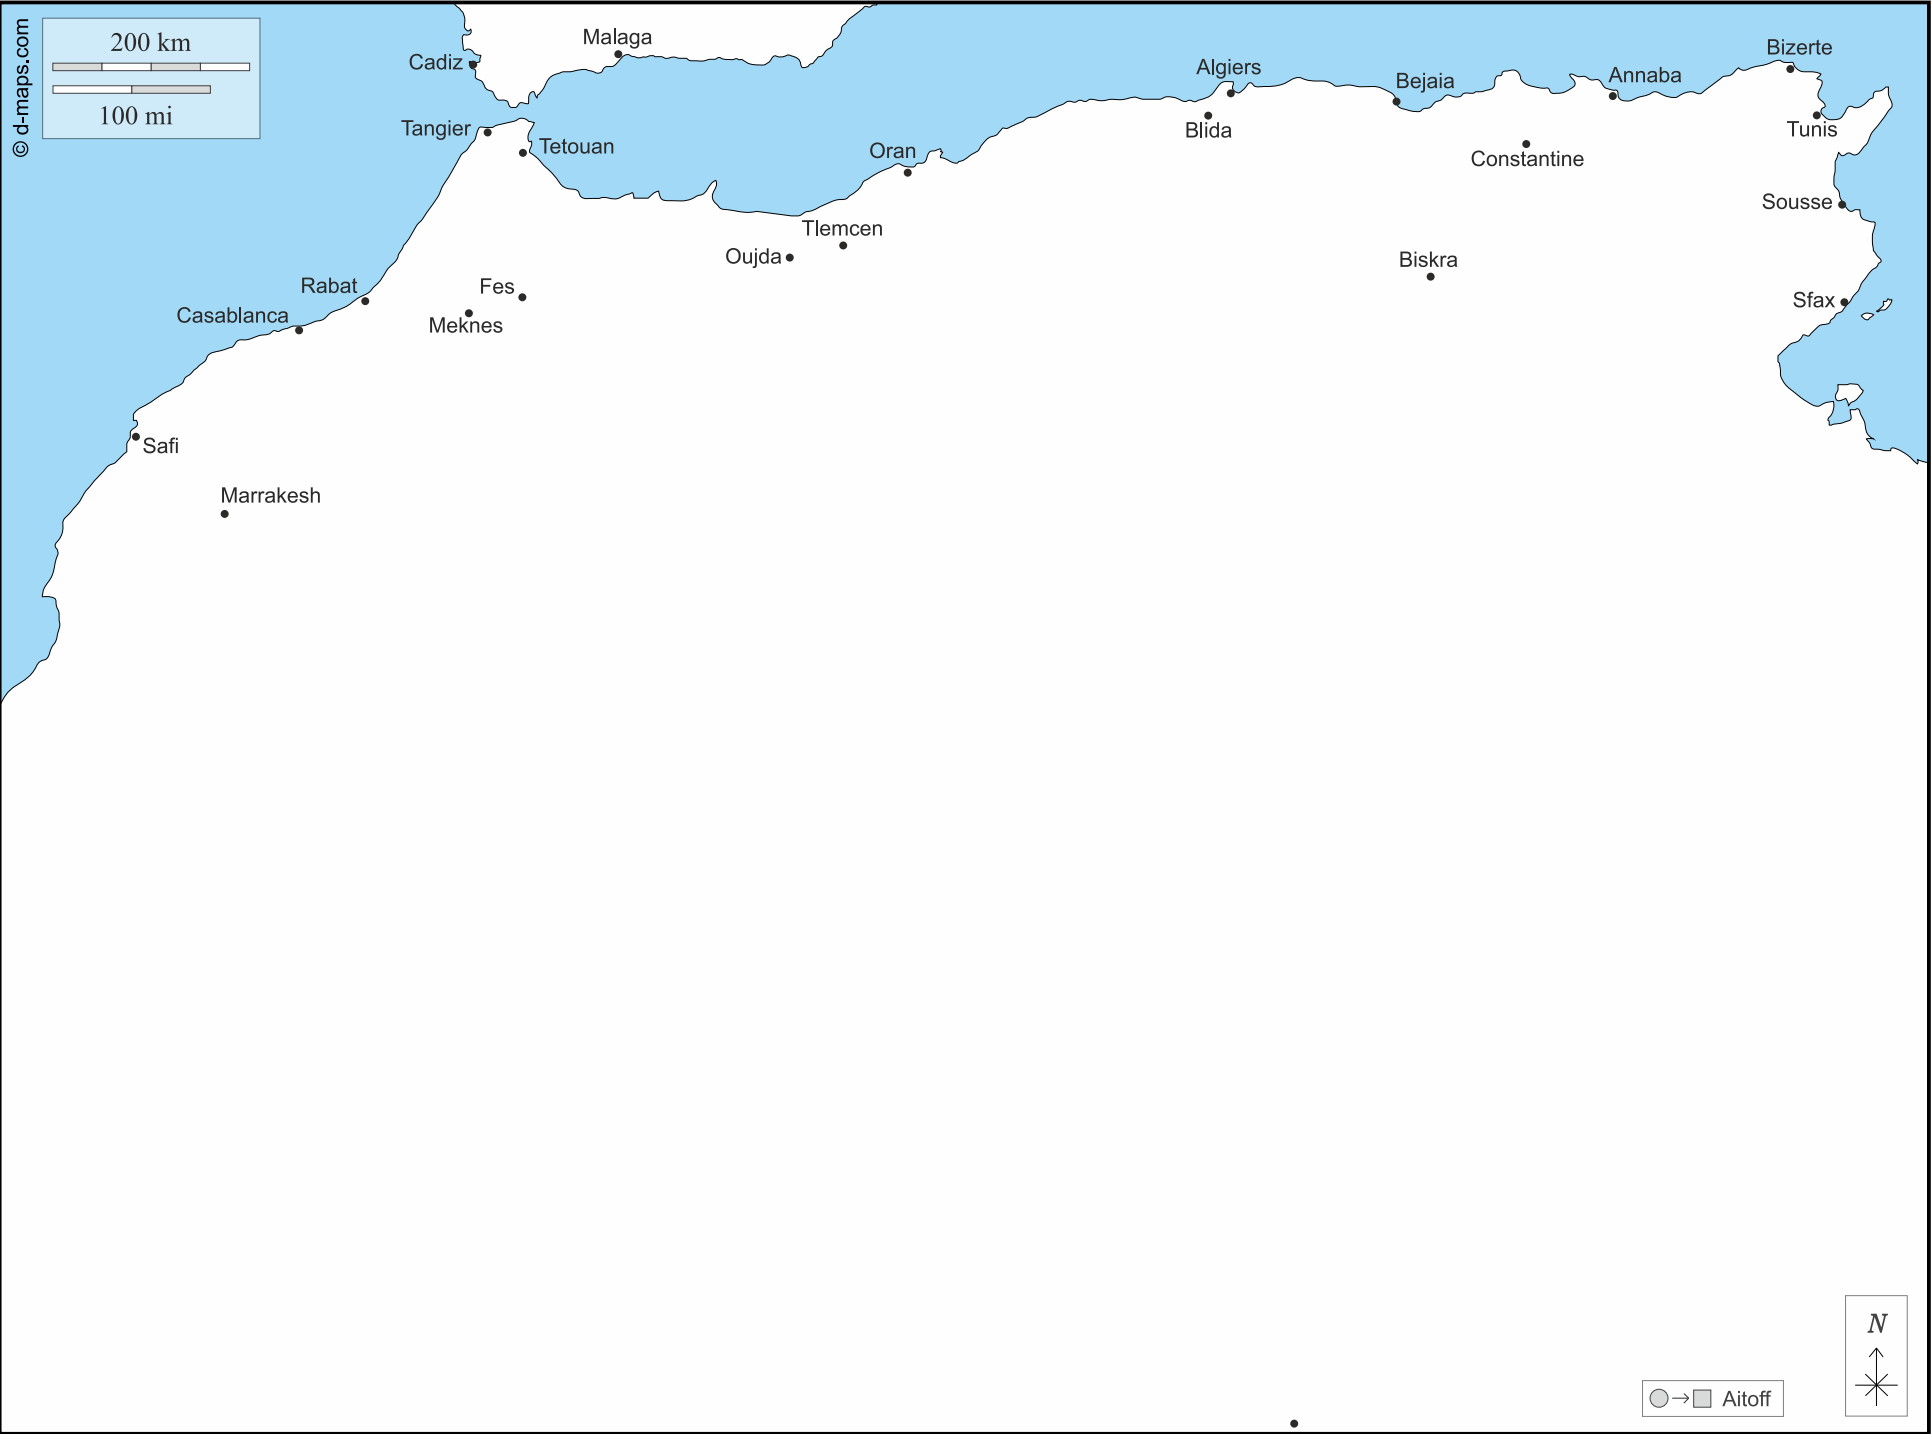 © d-maps.com
200 km
100 mi
Malaga
Cadiz
Bizerte
Algiers
Annaba
Bejaia
Tangier
Tetouan
Blida
Tunis
Oran
Constantine
Sousse
Tlemcen
Oujda
Biskra
Rabat
Fes
Sfax
Casablanca
Meknes
Safi
Marrakesh
N
Aitoff